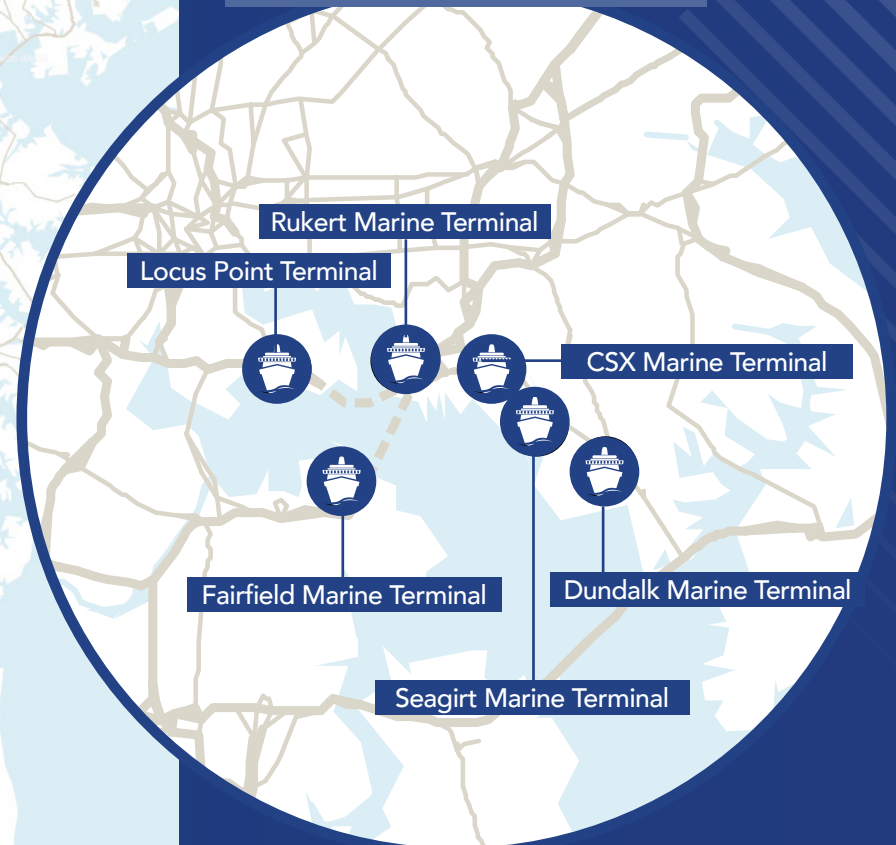 Rukert Marine Terminal
Locus Point Terminal
CSX Marine Terminal
Fairfield Marine Terminal
Dundalk Marine Terminal
Seagirt Marine Terminal